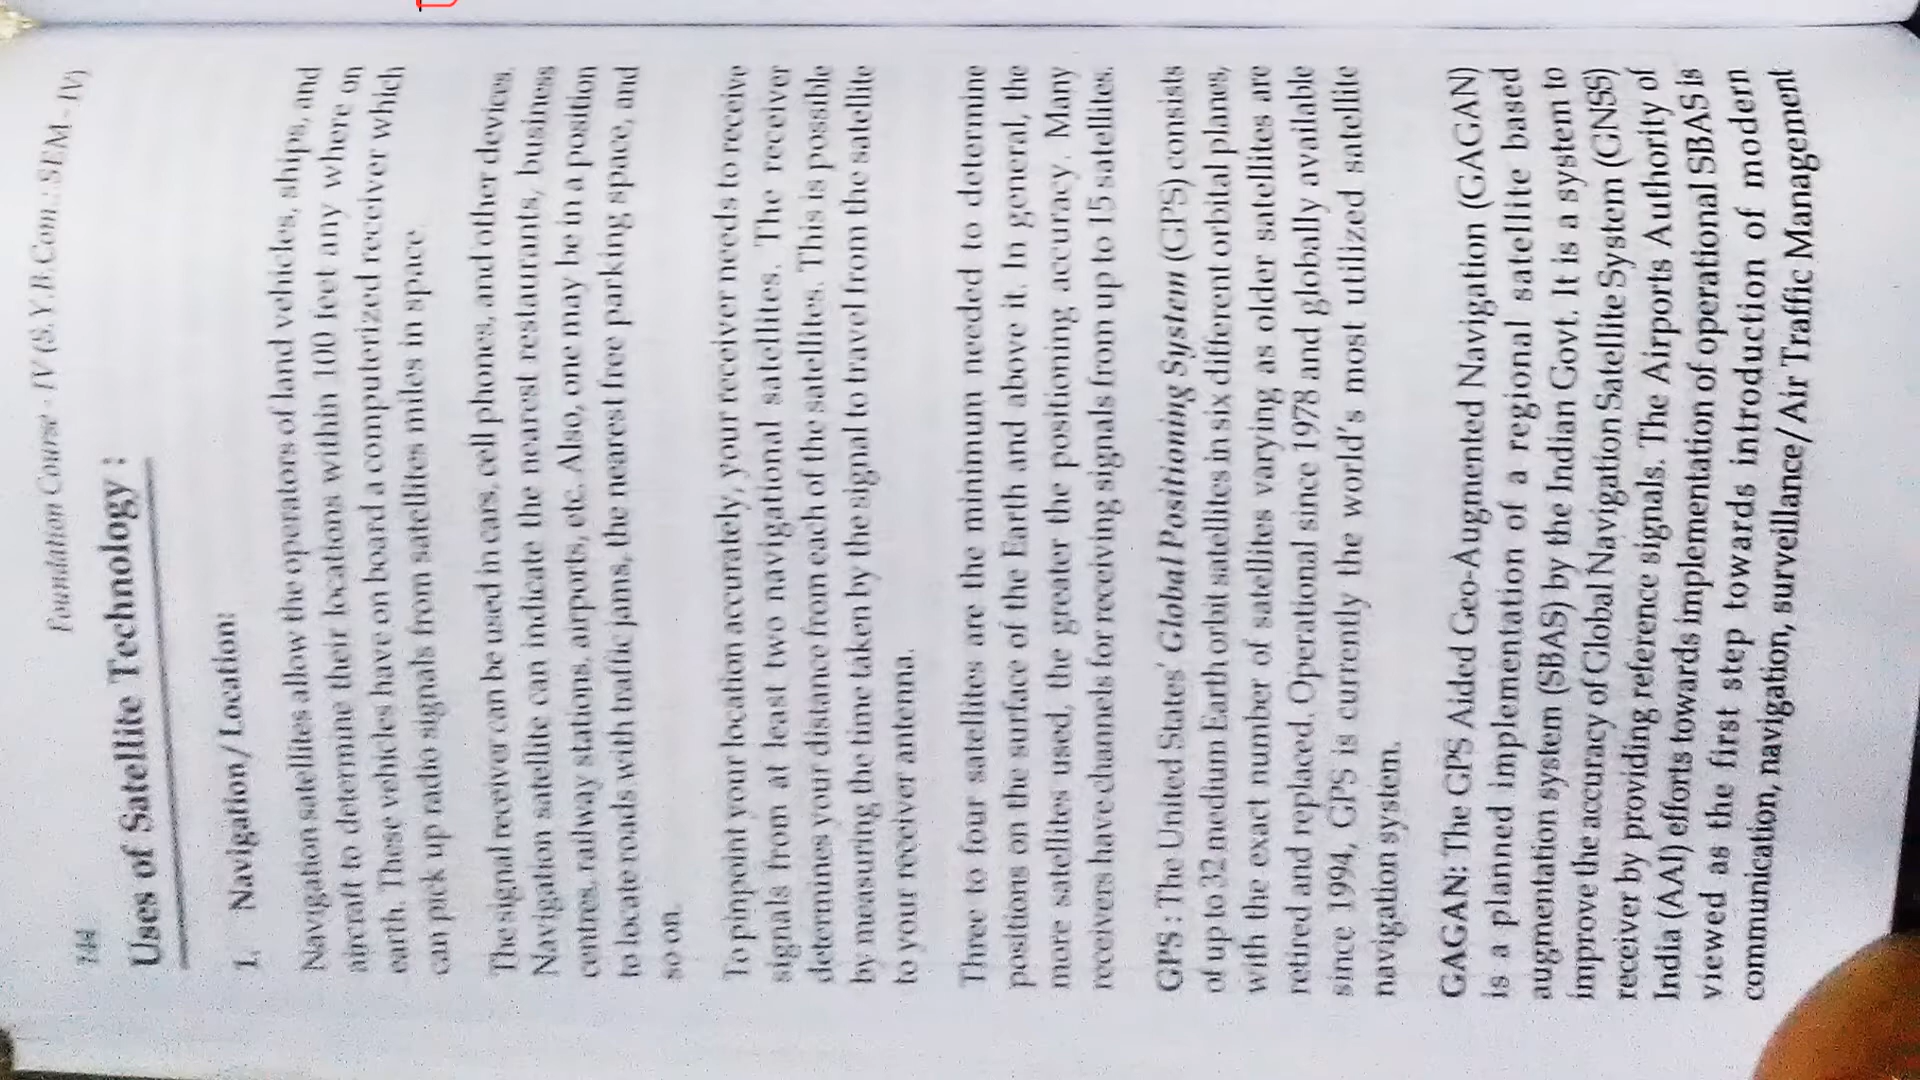 144
Foundation Course - IV (S.Y.B.Com.: SEM - IV)
Uses of Satellite Technology :
1. Navigation/Location:
Navigation satellites allow the operators of land vehicles, ships, and
aircraft to determine their locations within 100 feet any where on
earth. These vehicles have on board a computerized receiver which
can pick up radio signals from satellites miles in space.
The signal receiver can be used in cars, cell phones, and other devices.
Navigation satellite can indicate the nearest restaurants, business
centres, railway stations, airports, etc. Also, one may be in a position
to locate roads with traffic jams, the nearest free parking space, and
so on.
To pinpoint your location accurately, your receiver needs to receive
signals from at least two navigational satellites. The receiver
determines your distance from each of the satellites. This is possible
by measuring the time taken by the signal to travel from the satellite
to your receiver antenna.
Three to four satellites are the minimum needed to determine
positions on the surface of the Earth and above it. In general, the
more satellites used, the greater the positioning accuracy. Many
receivers have channels for receiving signals from up to 15 satellites.
GPS : The United States' Global Positioning System (GPS) consists
of up to 32 medium Earth orbit satellites in six different orbital planes,
with the exact number of satellites varying as older satellites are
retired and replaced. Operational since 1978 and globally available
since 1994, GPS is currently the world's most utilized satellite
navigation system.
GAGAN: The GPS Aided Geo-Augmented Navigation (GAGAN)
is a planned implementation of a regional satellite based
augmentation system (SBAS) by the Indian Govt. It is a system to
improve the accuracy of Global Navigation Satellite System (GNSS)
receiver by providing reference signals. The Airports Authority of
India (AAI) efforts towards implementation of operational SBAS is
viewed as the first step towards introduction of modern
communication, navigation, surveillance/Air Traffic Management